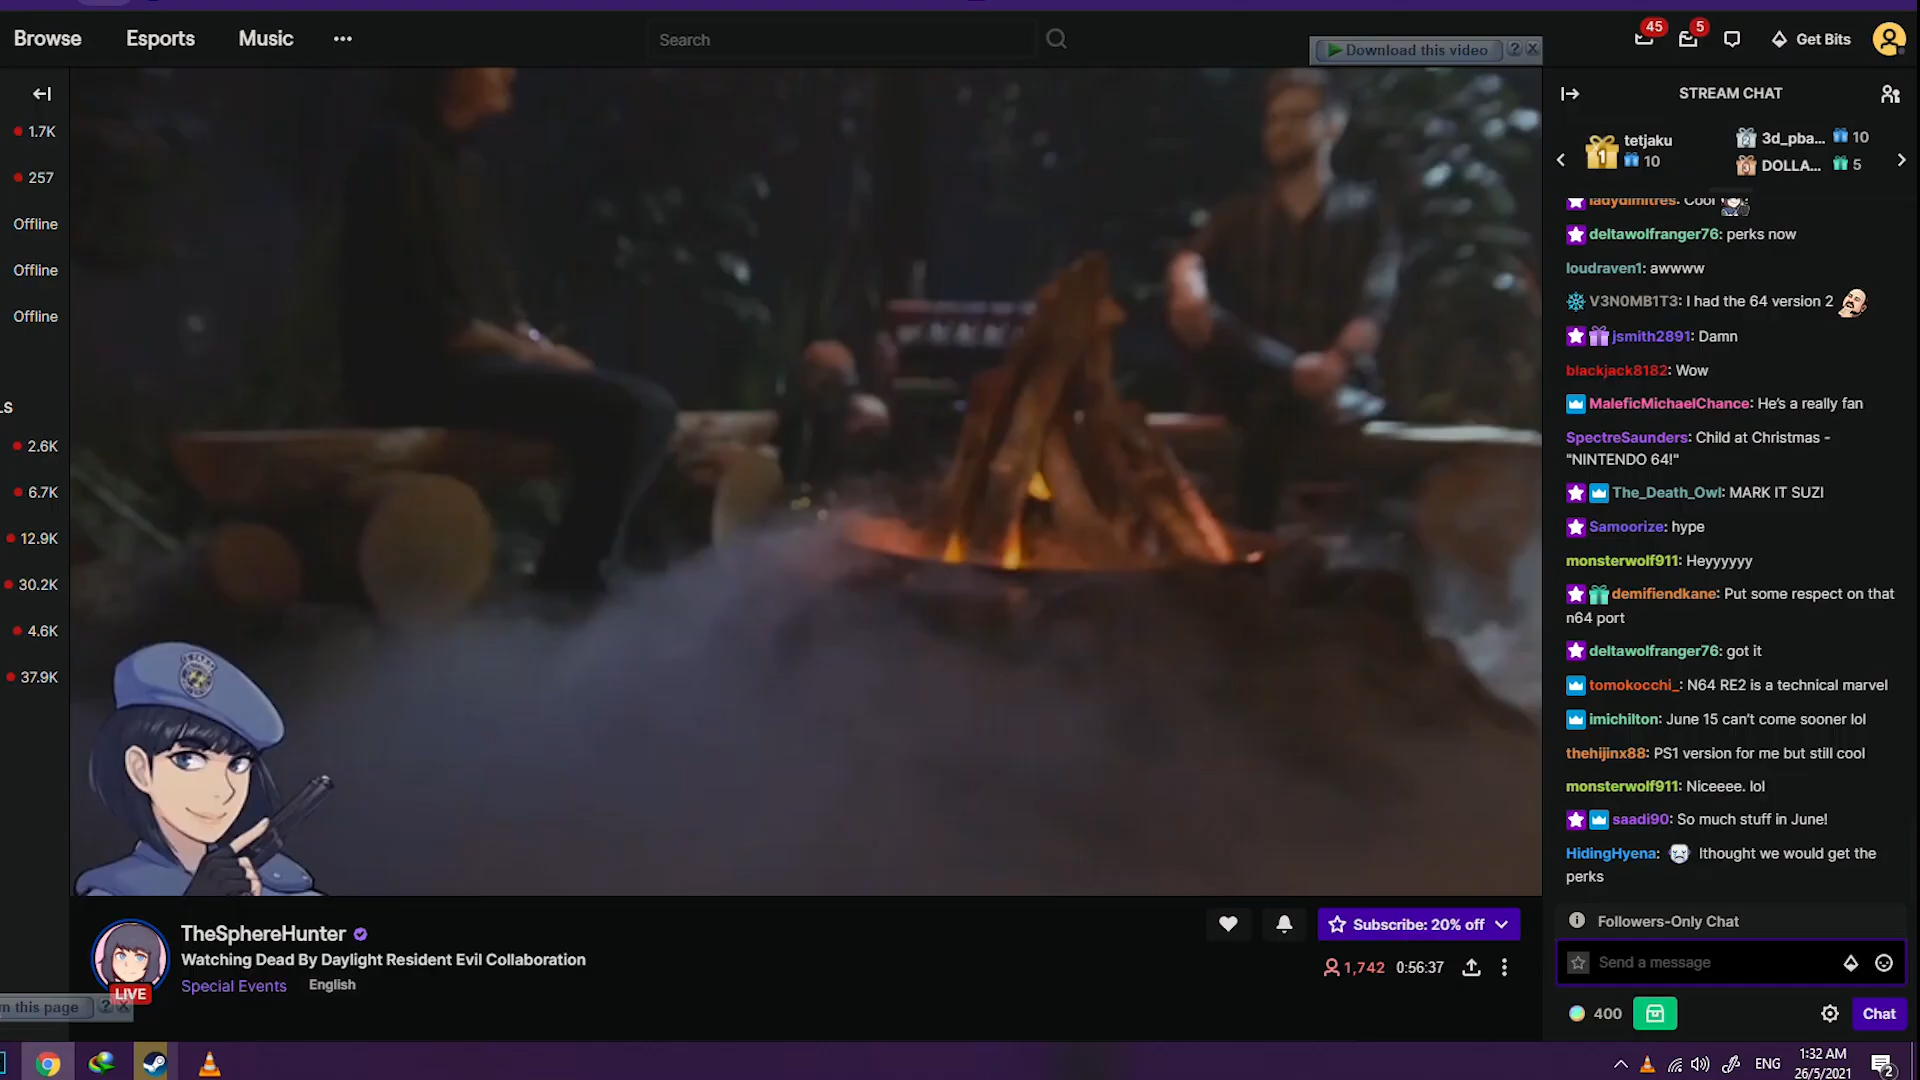 Browse
Esports
Music
Search
Download this video
?
X
45
5
Get Bits
1.7K
257
Offline
Offline
Offline
LS
2.6K
6.7K
12.9K
30.2K
4.6K
37.9K
STREAM CHAT
1
tetjaku
10
2
3d_pba... 10
3
DOLLA... 5
ladydimitres: Cool
deltawolfranger76: perks now
loudraven1: awwww
V3N0MB1T3: I had the 64 version 2
jsmith2891: Damn
blackjack8182: Wow
MaleficMichaelChance: He's a really fan
SpectreSaunders: Child at Christmas -
"NINTENDO 64!"
The_Death_Owl: MARK IT SUZI
Samoorize: hype
monsterwolf911: Heyyyyyy
demifiendkane: Put some respect on that
n64 port
deltawolfranger76: got it
tomokocchi_: N64 RE2 is a technical marvel
imichilton: June 15 can't come sooner lol
thehijinx88: PS1 version for me but still cool
monsterwolf911: Niceeee. lol
saadi90: So much stuff in June!
HidingHyena: Ithought we would get the
perks
Followers-Only Chat
Send a message
400
Chat
TheSphereHunter
Watching Dead By Daylight Resident Evil Collaboration
Special Events
English
LIVE
m this page
?
X
Subscribe: 20% off
1,742
0:56:37
ENG
1:32 AM
26/5/2021
2